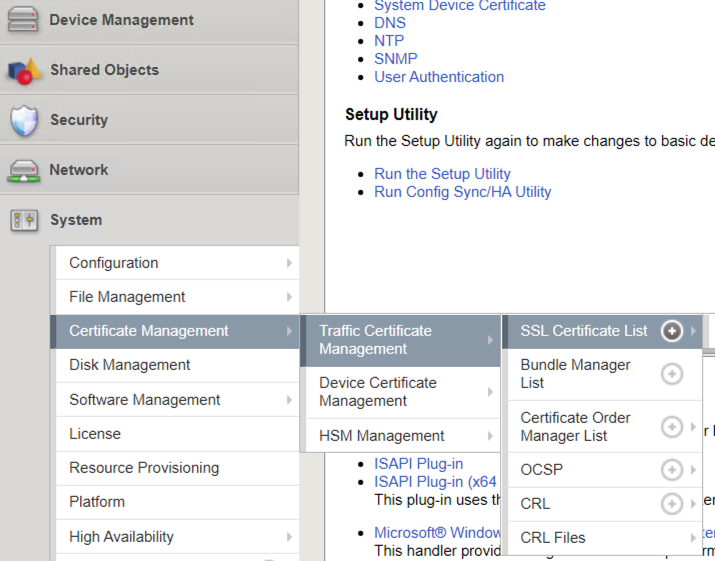 Device Management
Shared Objects
Security
Network
System
Configuration
File Management
Certificate Management
Disk Management
Software Management
License
Resource Provisioning
Platform
High Availability
Traffic Certificate
Management
Device Certificate
Management
HSM Management
SSL Certificate List
Bundle Manager
List
Certificate Order
Manager List
OCSP
CRL
CRL Files
System Device Certificate
DNS
NTP
SNMP
User Authentication
Setup Utility
Run the Setup Utility again to make changes to basic de
Run the Setup Utility
Run Config Sync/HA Utility
ISAPI Plug-in
ISAPI Plug-in (x64
This plug-in uses th
Microsoft® Window
This handler provid